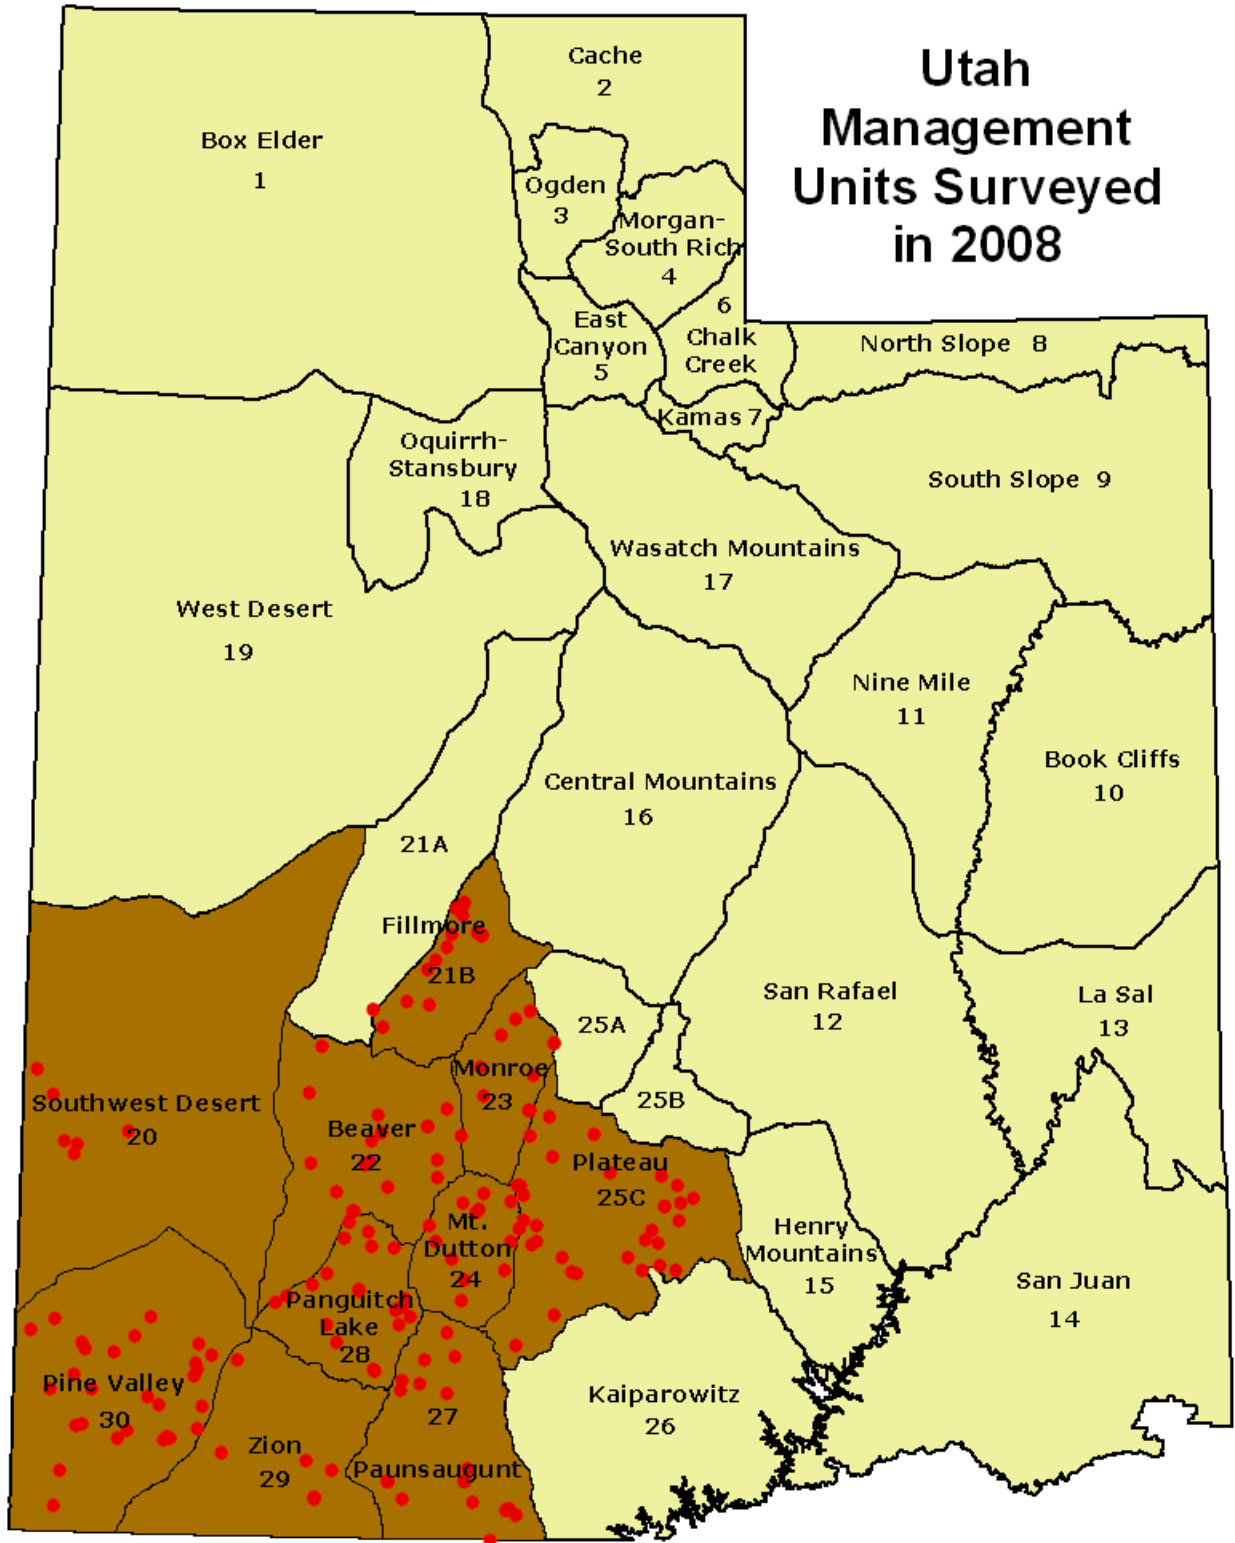 Utah
Management
Units Surveyed
in 2008
Cache
2
Box Elder
1
Ogden
3
Morgan-
South Rich
4
6
Chalk
Creek
East
Canyon
5
North Slope 8
Kamas 7
Oquirrh-
Stansbury
18
South Slope 9
Wasatch Mountains
17
West Desert
19
Nine Mile
11
Book Cliffs
10
Central Mountains
16
21A
Fillmore
21B
San Rafael
12
La Sal
13
25A
25B
Monroe
23
Southwest Desert
20
Beaver
22
Plateau
25C
Mt.
Dutton
24
Henry
Mountains
15
San Juan
14
Panguitch
Lake
28
Pine Valley
30
Kaiparowitz
26
27
Paunsaugunt
Zion
29